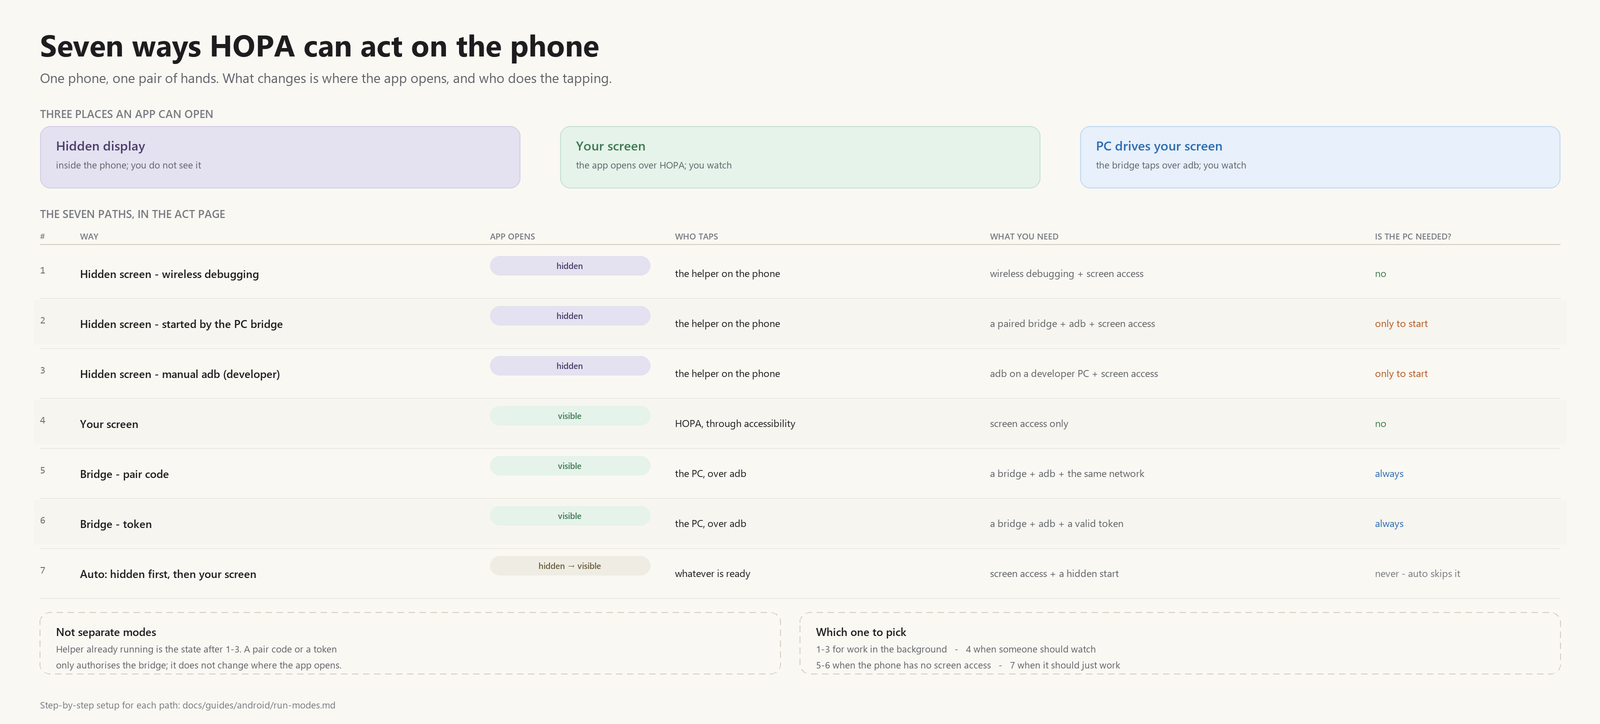 Seven ways HOPA can act on the phone
One phone, one pair of hands. What changes is where the app opens, and who does the tapping.
THREE PLACES AN APP CAN OPEN
Hidden display
inside the phone; you do not see it
Your screen
the app opens over HOPA; you watch
PC drives your screen
the bridge taps over adb; you watch
THE SEVEN PATHS, IN THE ACT PAGE
# WAY APP OPENS WHO TAPS WHAT YOU NEED IS THE PC NEEDED?
1 Hidden screen - wireless debugging hidden the helper on the phone wireless debugging + screen access no
2 Hidden screen - started by the PC bridge hidden the helper on the phone a paired bridge + adb + screen access only to start
3 Hidden screen - manual adb (developer) hidden the helper on the phone adb on a developer PC + screen access only to start
4 Your screen visible HOPA, through accessibility screen access only no
5 Bridge - pair code visible the PC, over adb a bridge + adb + the same network always
6 Bridge - token visible the PC, over adb a bridge + adb + a valid token always
7 Auto: hidden first, then your screen hidden → visible whatever is ready screen access + a hidden start never - auto skips it
Not separate modes
Helper already running is the state after 1-3. A pair code or a token
only authorises the bridge; it does not change where the app opens.
Which one to pick
1-3 for work in the background - 4 when someone should watch
5-6 when the phone has no screen access - 7 when it should just work
Step-by-step setup for each path: docs/guides/android/run-modes.md